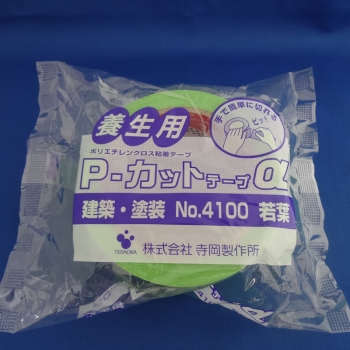 養生用
手で簡単に切れる
ピッ
ポリエチレンクロス粘着テープ
P-カットテープα
建築・塗装 No.4100 若葉
TERAOKA
株式会社 寺岡製作所